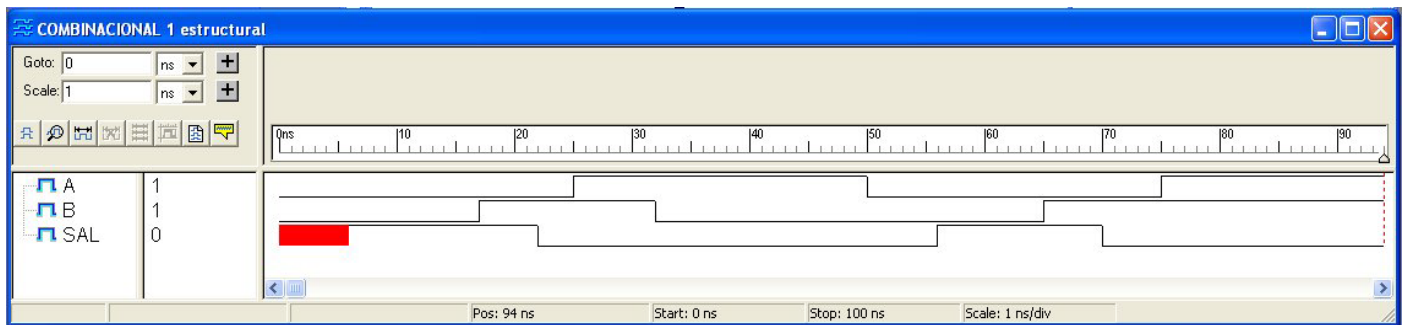 COMBINACIONAL 1 estructural
Goto: 0 ns
Scale: 1 ns
0ns 10 20 30 40 50 60 70 80 90
A 1
B 1
SAL 0
Pos: 94 ns Start: 0 ns Stop: 100 ns Scale: 1 ns/div